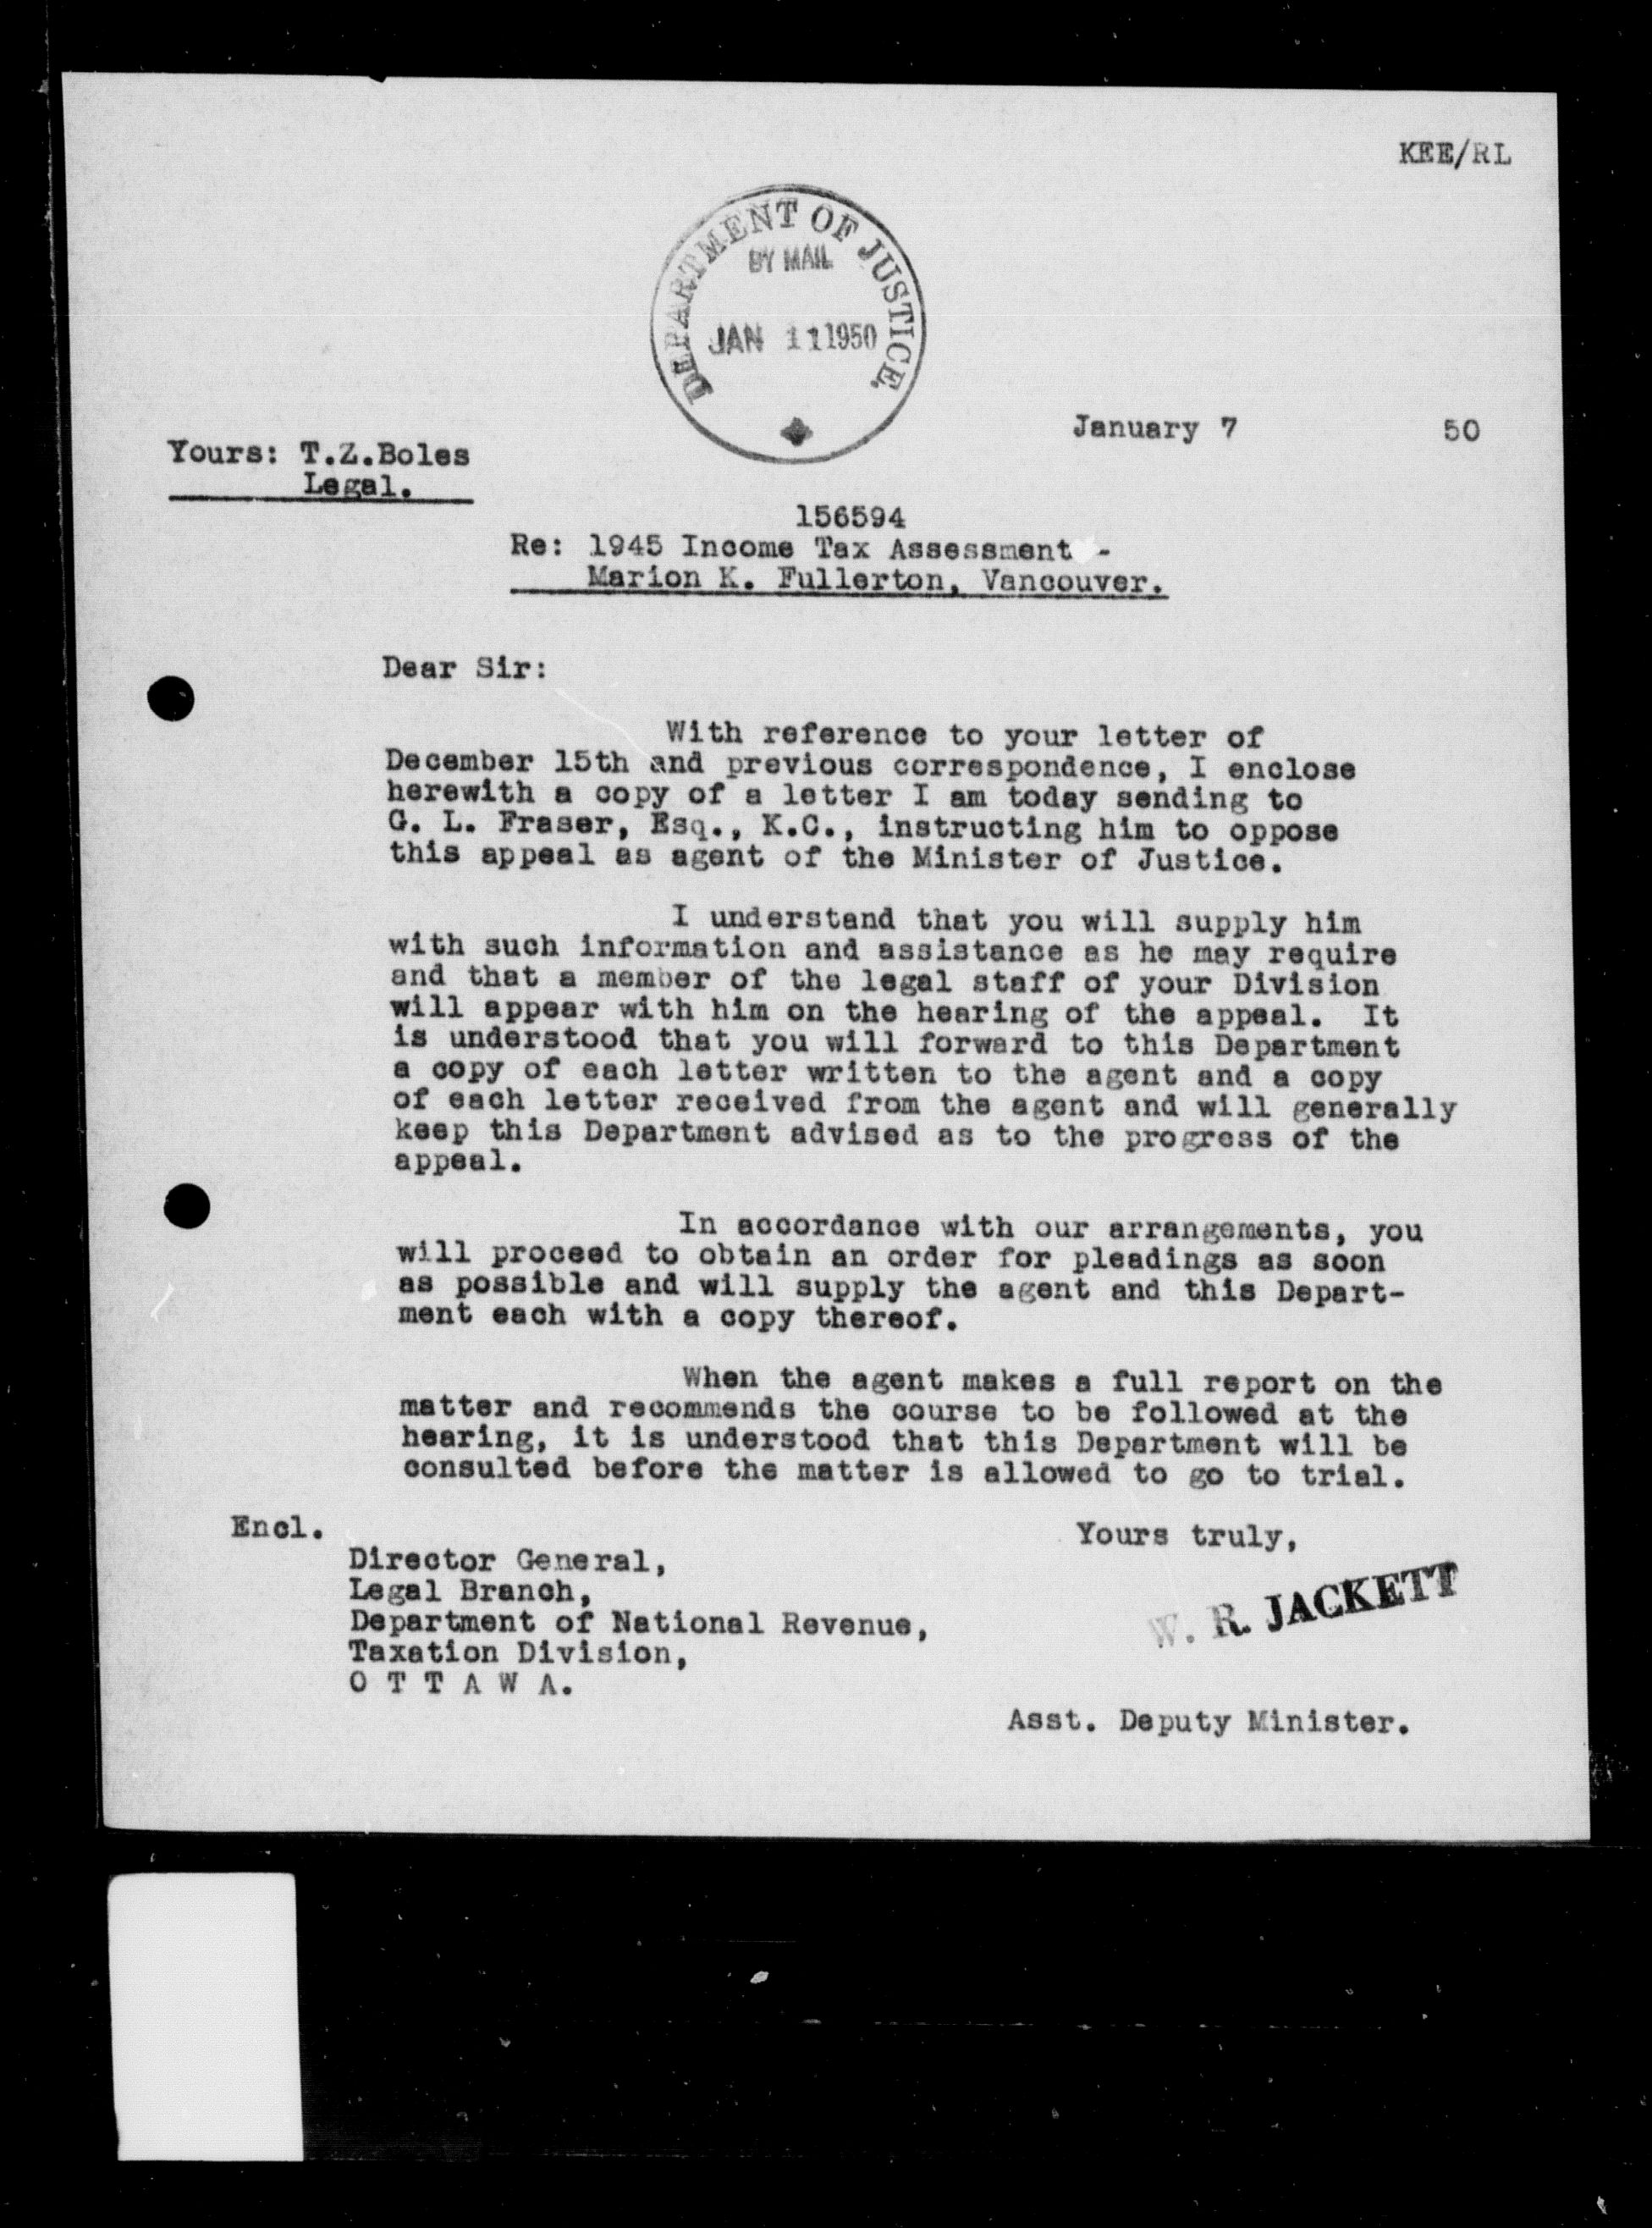 KEE/RL
DEPARTMENT OF JUSTICE.
BY MAIL
JAN 11 1950
January 7 50
Yours: T.Z.Boles
Legal.
156594
Re: 1945 Income Tax Assessment -
Marion K. Fullerton, Vancouver.
Dear Sir:
With reference to your letter of
December 15th and previous correspondence, I enclose
herewith a copy of a letter I am today sending to
G. L. Fraser, Esq., K.C., instructing him to oppose
this appeal as agent of the Minister of Justice.
I understand that you will supply him
with such information and assistance as he may require
and that a member of the legal staff of your Division
will appear with him on the hearing of the appeal. It
is understood that you will forward to this Department
a copy of each letter written to the agent and a copy
of each letter received from the agent and will generally
keep this Department advised as to the progress of the
appeal.
In accordance with our arrangements, you
will proceed to obtain an order for pleadings as soon
as possible and will supply the agent and this Depart-
ment each with a copy thereof.
When the agent makes a full report on the
matter and recommends the course to be followed at the
hearing, it is understood that this Department will be
consulted before the matter is allowed to go to trial.
Encl.
Yours truly,
Director General,
Legal Branch,
Department of National Revenue,
Taxation Division,
O T T A W A.
W. R. JACKETT
Asst. Deputy Minister.